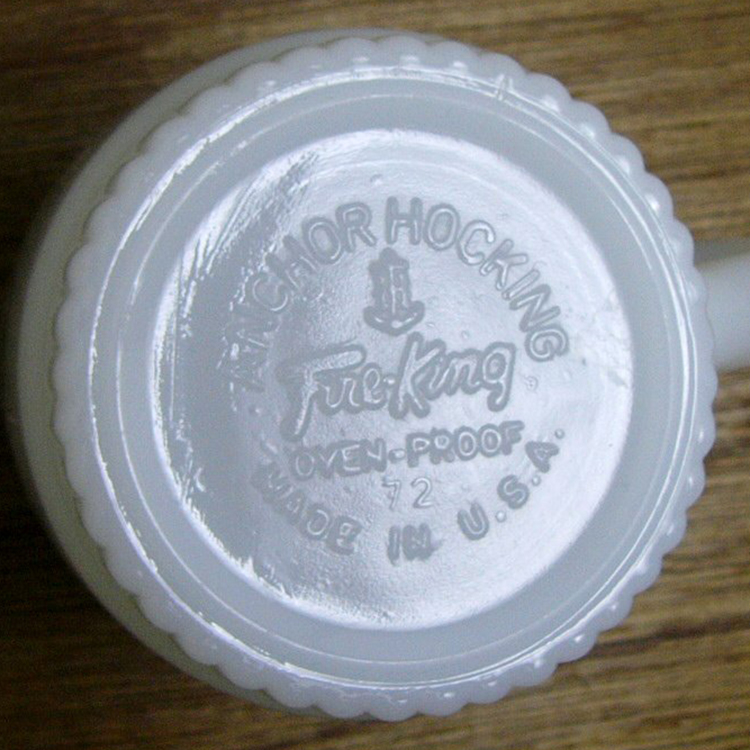 ANCHOR HOCKING
Fire-King
®
OVEN-PROOF
72
MADE IN U.S.A.